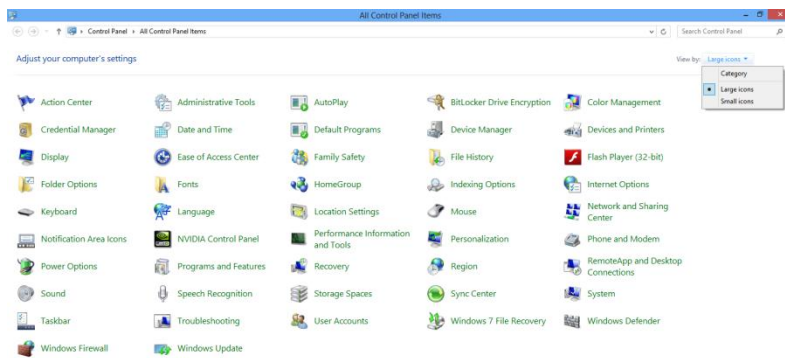 All Control Panel Items
Control Panel All Control Panel Items Search Control Panel
Adjust your computer's settings View by: Large icons
Category
Large icons
Small icons
Action Center Administrative Tools AutoPlay BitLocker Drive Encryption Color Management
Credential Manager Date and Time Default Programs Device Manager Devices and Printers
Display Ease of Access Center Family Safety File History Flash Player (32-bit)
Folder Options Fonts HomeGroup Indexing Options Internet Options
Keyboard Language Location Settings Mouse Network and Sharing
Center
Notification Area Icons NVIDIA Control Panel Performance Information
and Tools Personalization Phone and Modem
Power Options Programs and Features Recovery Region RemoteApp and Desktop
Connections
Sound Speech Recognition Storage Spaces Sync Center System
Taskbar Troubleshooting User Accounts Windows 7 File Recovery Windows Defender
Windows Firewall Windows Update